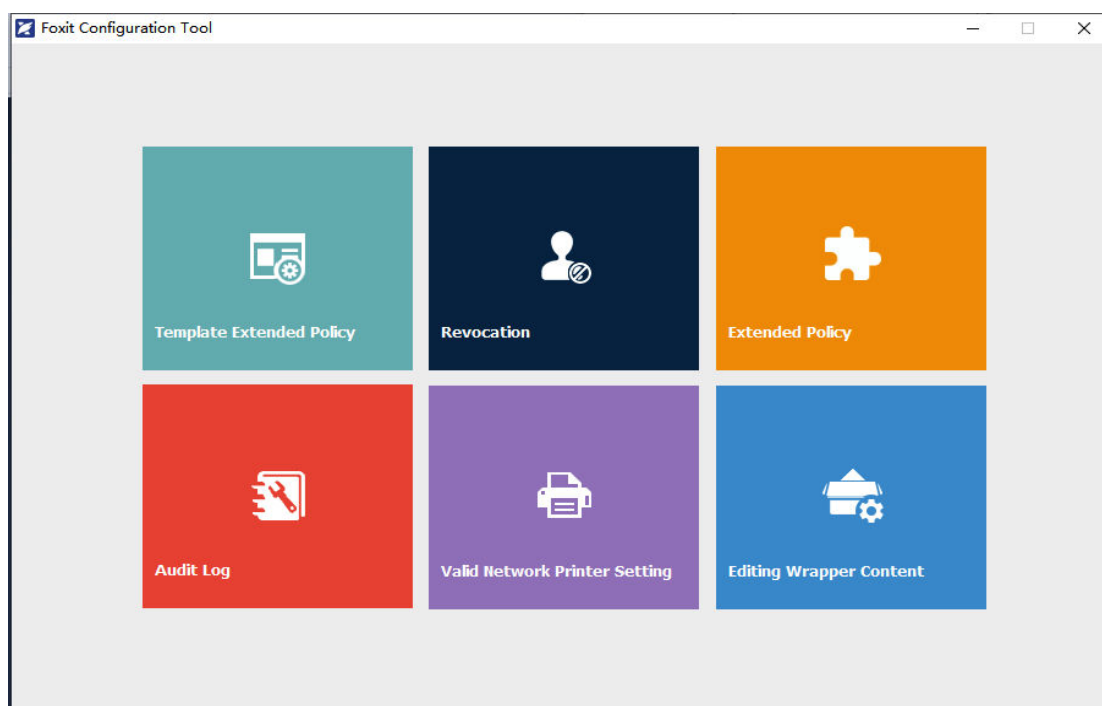 Foxit Configuration Tool
Template Extended Policy
Revocation
Extended Policy
Audit Log
Valid Network Printer Setting
Editing Wrapper Content